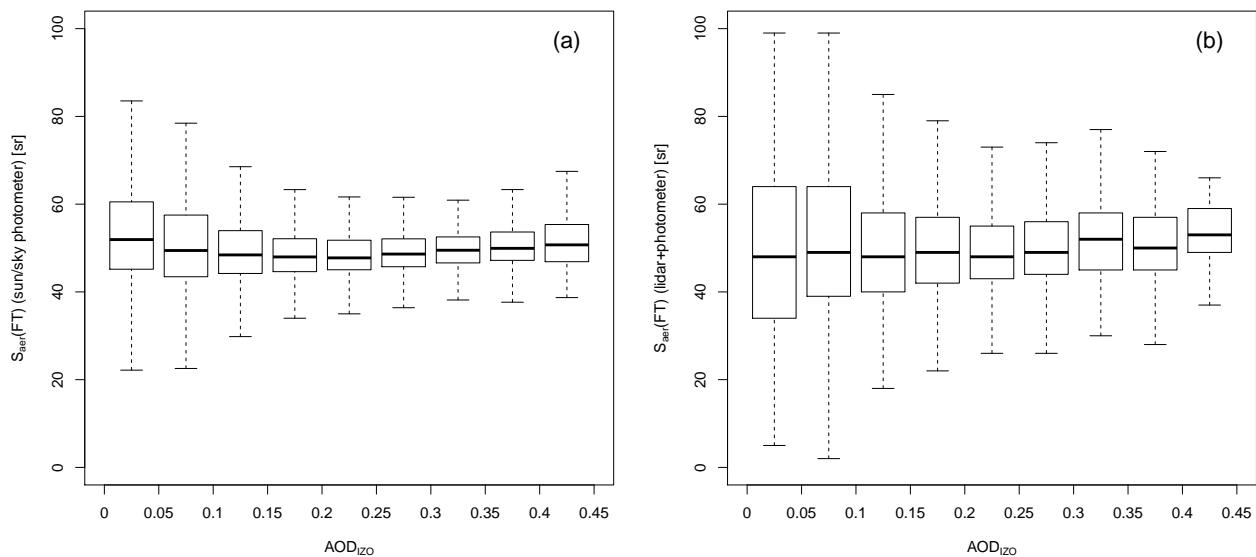 (a)
S_aer(FT) (sun/sky photometer) [sr]
100
80
60
40
20
0
0 0.05 0.1 0.15 0.2 0.25 0.3 0.35 0.4 0.45
AOD_IZO
(b)
S_aer(FT) (lidar+photometer) [sr]
100
80
60
40
20
0
0 0.05 0.1 0.15 0.2 0.25 0.3 0.35 0.4 0.45
AOD_IZO